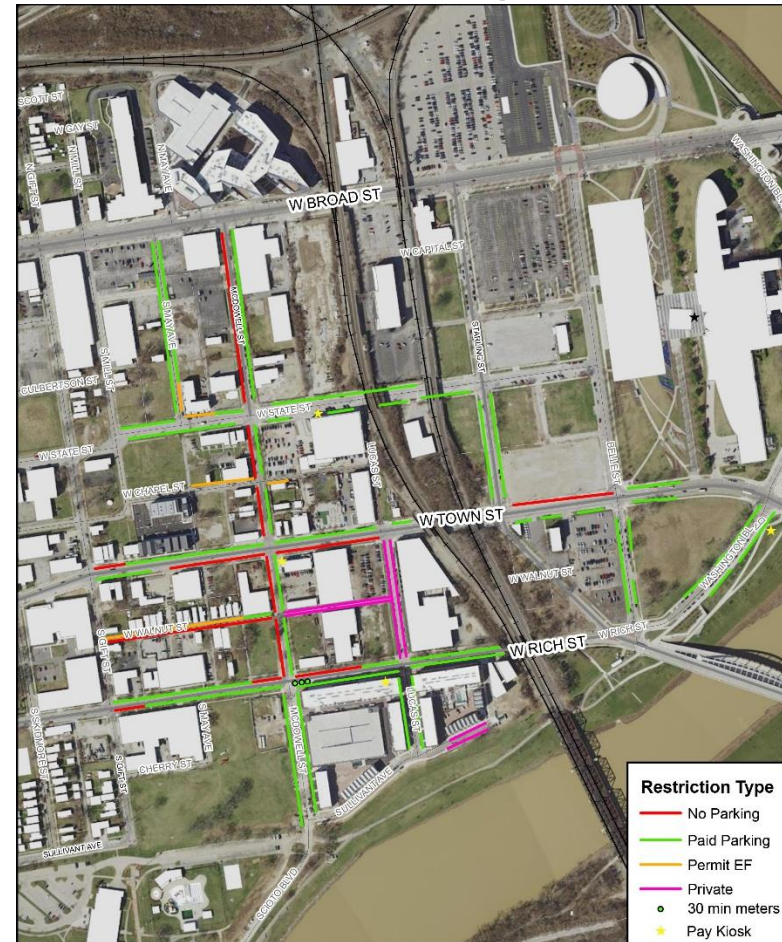 SCOTT ST
W GAY ST
N GIFT ST
N MILL ST
N MAY AVE
WASHINGTON BLVD
W BROAD ST
W CAPITAL ST
S MAY AVE
MCDOWELL ST
STARLING ST
S MILL ST
CULBERTSON ST
W STATE ST
W STATE ST
LUCAS ST
BELLE ST
W CHAPEL ST
W TOWN ST
WASHINGTON BLVD
W WALNUT ST
W WALNUT ST
W RICH ST
W RICH ST
S GIFT ST
S SKIDMORE ST
S MAY AVE
MCDOWELL ST
LUCAS ST
S GIFT ST
CHERRY ST
SULLIVANT AVE
SULLIVANT AVE
SCIOTO BLVD
Restriction Type
No Parking
Paid Parking
Permit EF
Private
30 min meters
Pay Kiosk